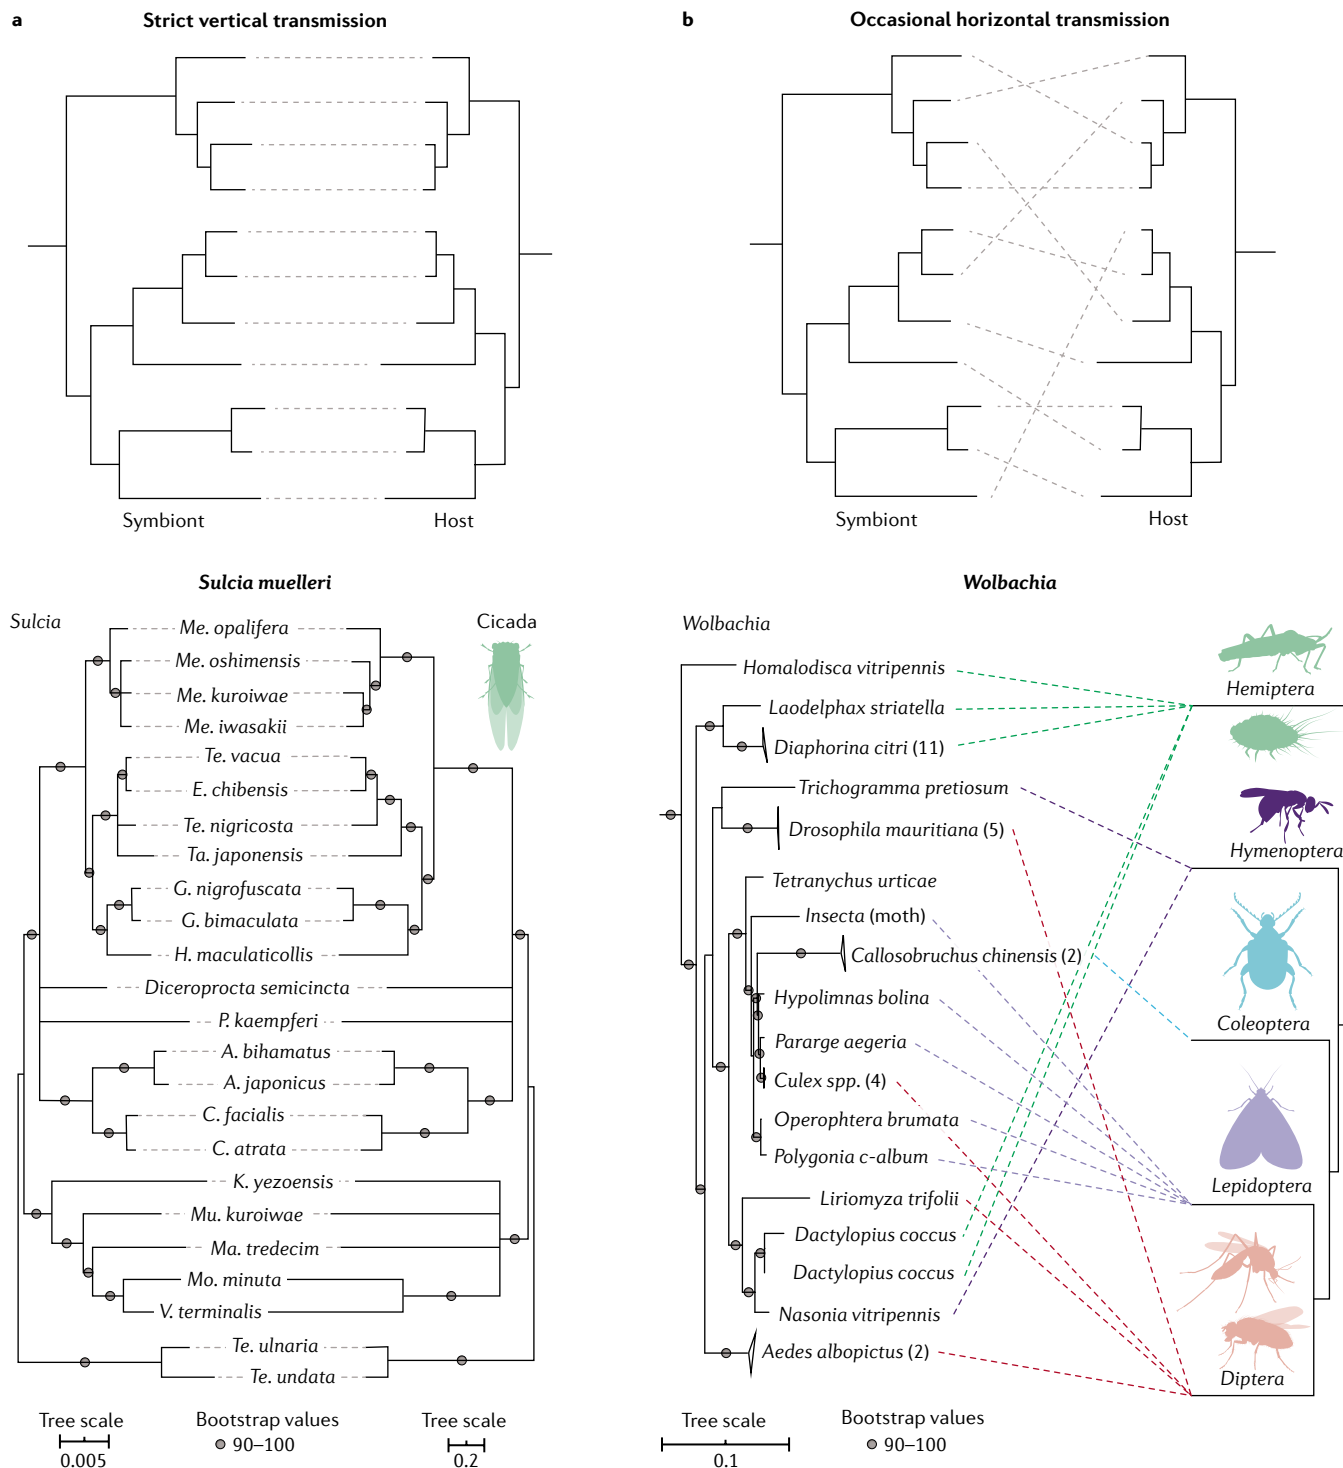 a
Strict vertical transmission
Symbiont
Host
Sulcia muelleri
Sulcia
Cicada
Me. opalifera
Me. oshimensis
Me. kuroiwae
Me. iwasakii
Te. vacua
E. chibensis
Te. nigricosta
Ta. japonensis
G. nigrofuscata
G. bimaculata
H. maculaticollis
Diceroprocta semicincta
P. kaempferi
A. bihamatus
A. japonicus
C. facialis
C. atrata
K. yezoensis
Mu. kuroiwae
Ma. tredecim
Mo. minuta
V. terminalis
Te. ulnaria
Te. undata
Tree scale
0.005
Bootstrap values
90–100
Tree scale
0.2
b
Occasional horizontal transmission
Symbiont
Host
Wolbachia
Wolbachia
Homalodisca vitripennis
Laodelphax striatella
Diaphorina citri (11)
Trichogramma pretiosum
Drosophila mauritiana (5)
Tetranychus urticae
Insecta (moth)
Callosobruchus chinensis (2)
Hypolimnas bolina
Pararge aegeria
Culex spp. (4)
Operophtera brumata
Polygonia c-album
Liriomyza trifolii
Dactylopius coccus
Dactylopius coccus
Nasonia vitripennis
Aedes albopictus (2)
Hemiptera
Hymenoptera
Coleoptera
Lepidoptera
Diptera
Tree scale
0.1
Bootstrap values
90–100